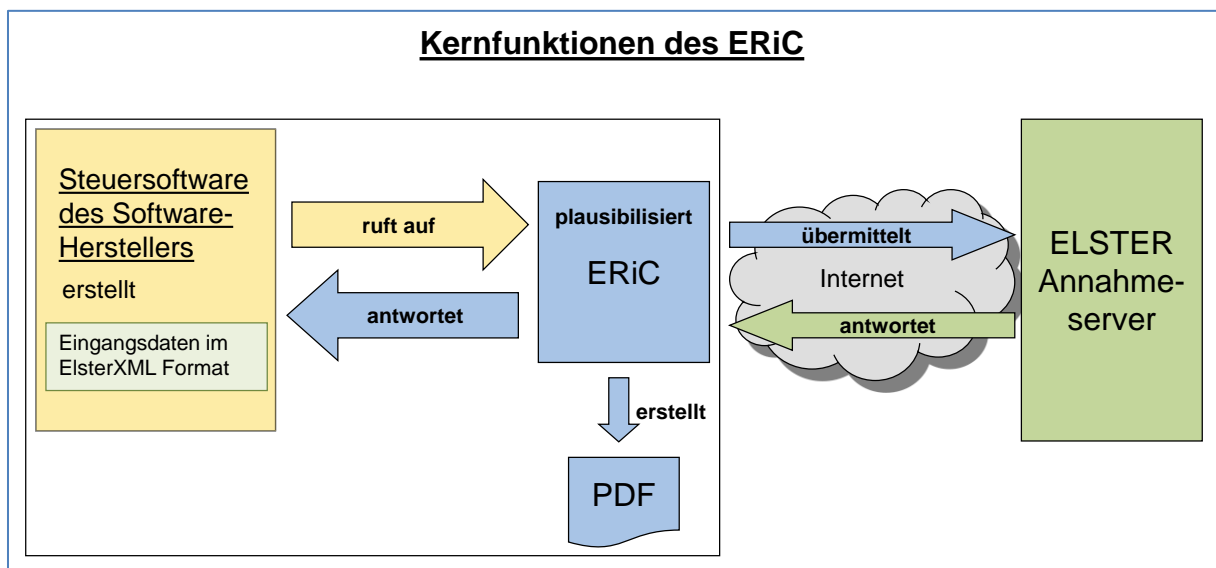 Kernfunktionen des ERiC
Steuersoftware
des Software-
Herstellers
erstellt
Eingangsdaten im
ElsterXML Format
ruft auf
antwortet
plausibilisiert
ERiC
erstellt
PDF
übermittelt
Internet
antwortet
ELSTER
Annahme-
server